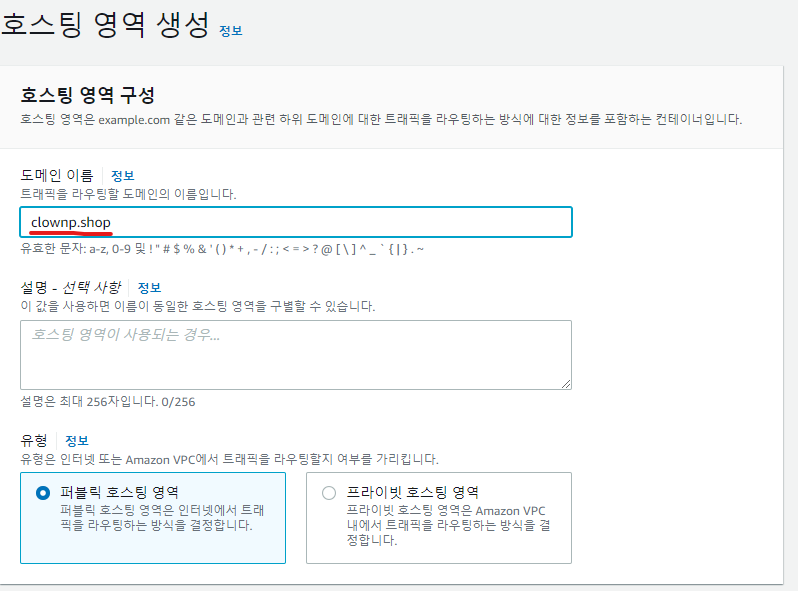 호스팅 영역 생성 정보
호스팅 영역 구성
호스팅 영역은 example.com 같은 도메인과 관련 하위 도메인에 대한 트래픽을 라우팅하는 방식에 대한 정보를 포함하는 컨테이너입니다.
도메인 이름 정보
트래픽을 라우팅할 도메인의 이름입니다.
clownp.shop
유효한 문자: a-z, 0-9 및 ! " # $ % & ' ( ) * + , - / : ; < = > ? @ [ \ ] ^ _ ` { | } . ~
설명 - 선택 사항 정보
이 값을 사용하면 이름이 동일한 호스팅 영역을 구별할 수 있습니다.
호스팅 영역이 사용되는 경우...
설명은 최대 256자입니다. 0/256
유형 정보
유형은 인터넷 또는 Amazon VPC에서 트래픽을 라우팅할지 여부를 가리킵니다.
퍼블릭 호스팅 영역
퍼블릭 호스팅 영역은 인터넷에서 트래
픽을 라우팅하는 방식을 결정합니다.
프라이빗 호스팅 영역
프라이빗 호스팅 영역은 Amazon VPC
내에서 트래픽을 라우팅하는 방식을 결
정합니다.